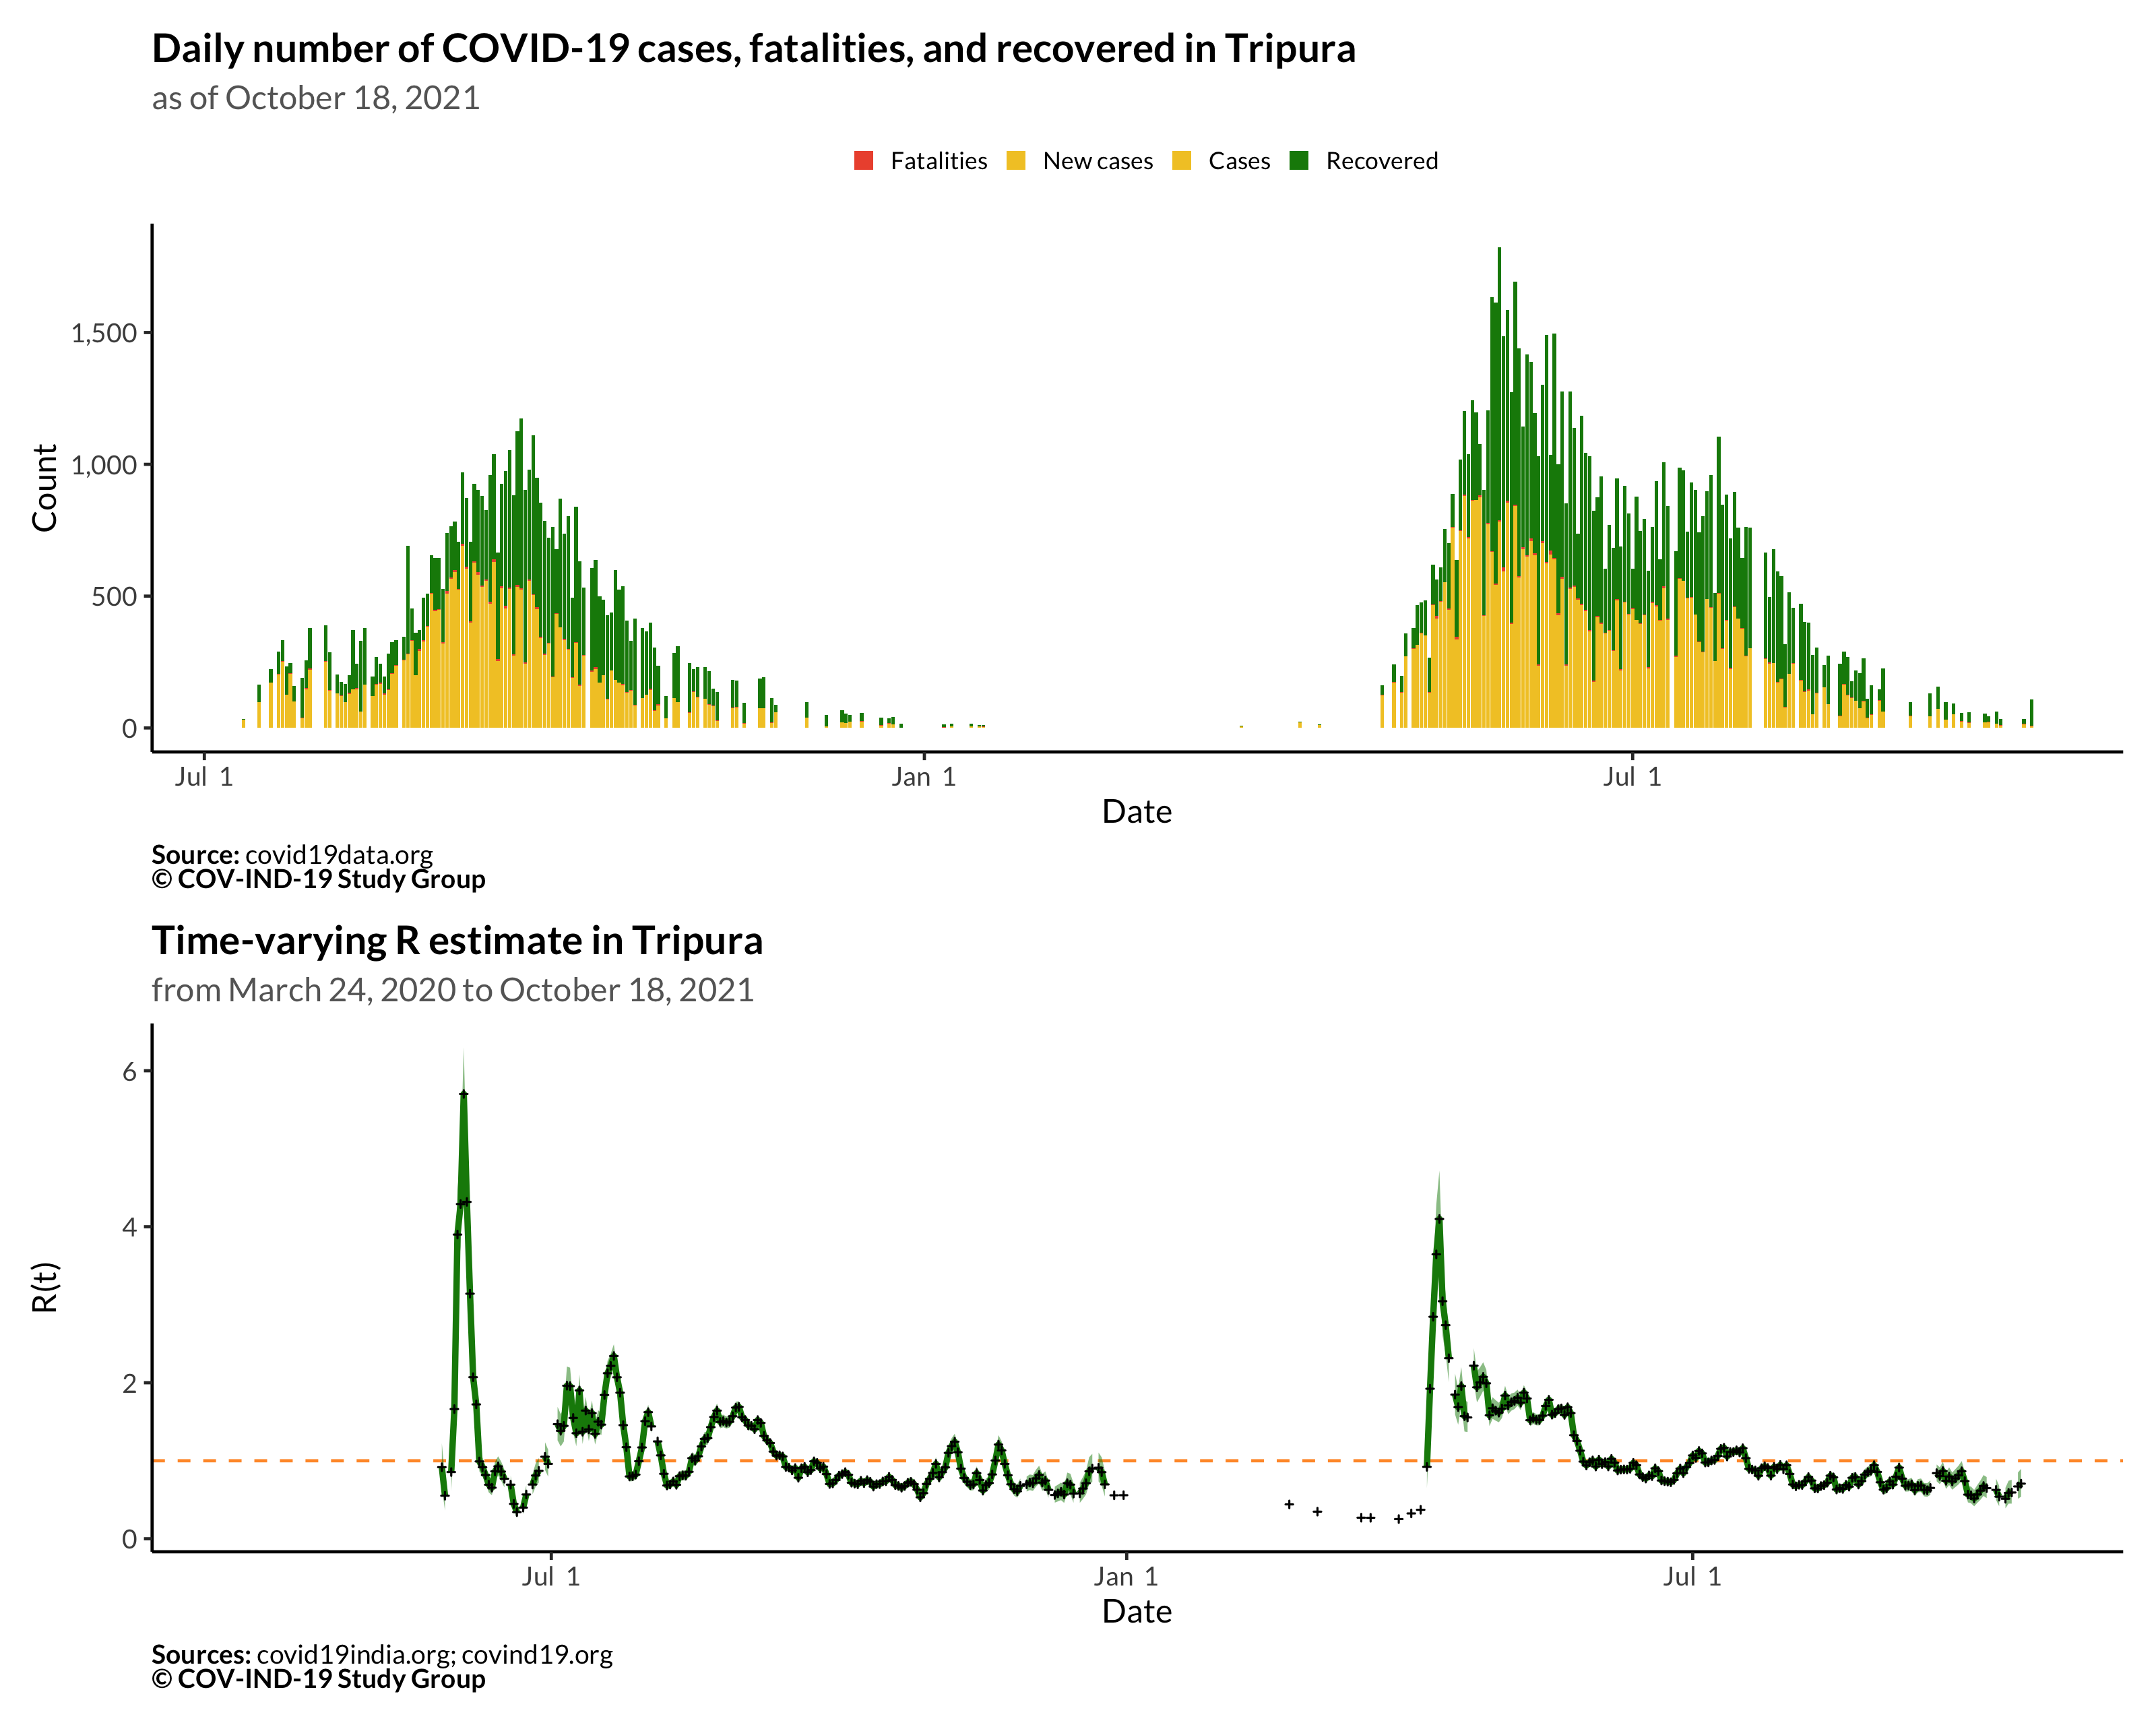 Daily number of COVID-19 cases, fatalities, and recovered in Tripura
as of October 18, 2021
Fatalities New cases Cases Recovered
1,500
1,000
500
0
Count
Jul 1 Jan 1 Jul 1
Date
Source: covid19data.org
© COV-IND-19 Study Group
Time-varying R estimate in Tripura
from March 24, 2020 to October 18, 2021
6
4
2
0
R(t)
Jul 1 Jan 1 Jul 1
Date
Sources: covid19india.org; covind19.org
© COV-IND-19 Study Group